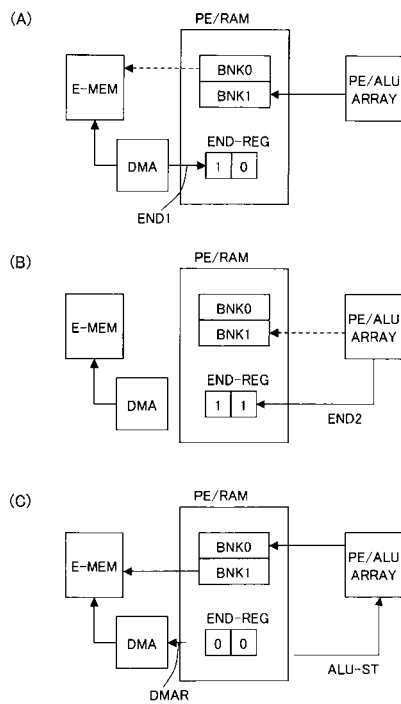 (A)
PE/RAM
E-MEM
BNK0
BNK1
PE/ALU
ARRAY
END-REG
DMA
1 0
END1
(B)
PE/RAM
E-MEM
BNK0
BNK1
PE/ALU
ARRAY
END-REG
DMA
1 1
END2
(C)
PE/RAM
E-MEM
BNK0
BNK1
PE/ALU
ARRAY
END-REG
DMA
0 0
ALU-ST
DMAR